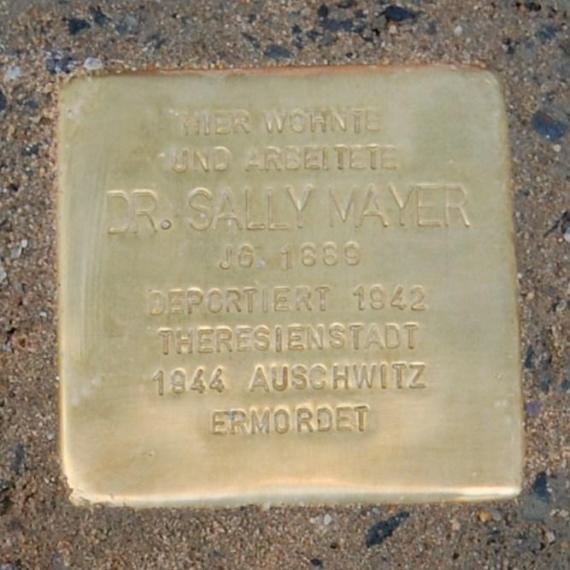 HIER WOHNTE
UND ARBEITETE
DR. SALLY MAYER
JG. 1889
DEPORTIERT 1942
THERESIENSTADT
1944 AUSCHWITZ
ERMORDET